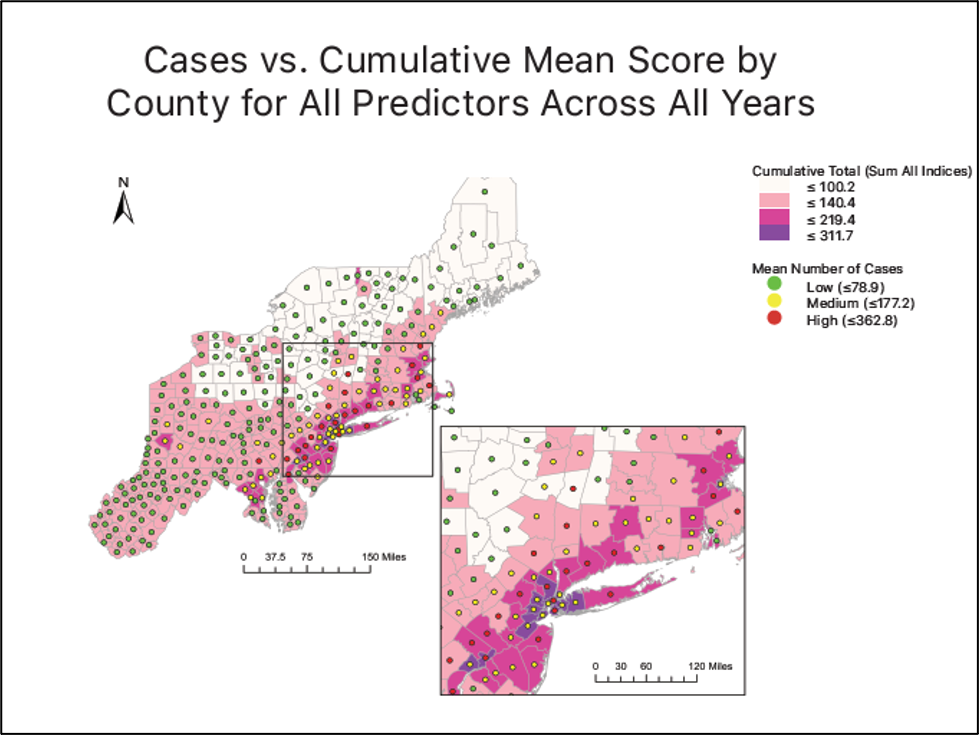 Cases vs. Cumulative Mean Score by
County for All Predictors Across All Years
N
Cumulative Total (Sum All Indices)
≤ 100.2
≤ 140.4
≤ 219.4
≤ 311.7
Mean Number of Cases
Low (≤78.9)
Medium (≤177.2)
High (≤362.8)
0 37.5 75 150 Miles
0 30 60 120 Miles